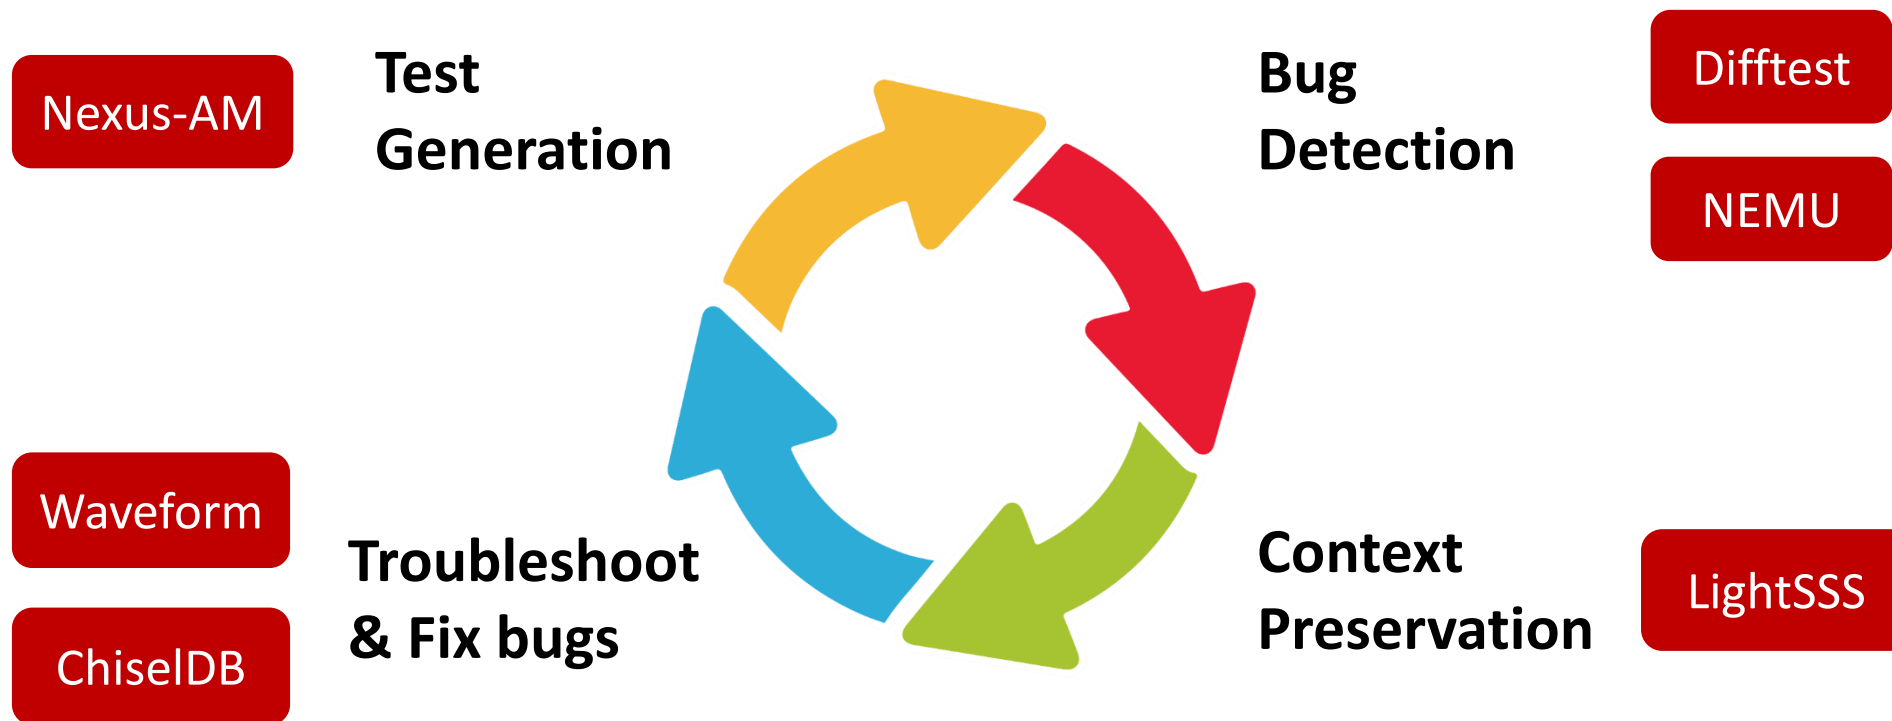 Nexus-AM
Test
Generation
Bug
Detection
Difftest
NEMU
Waveform
ChiselDB
Troubleshoot
& Fix bugs
Context
Preservation
LightSSS